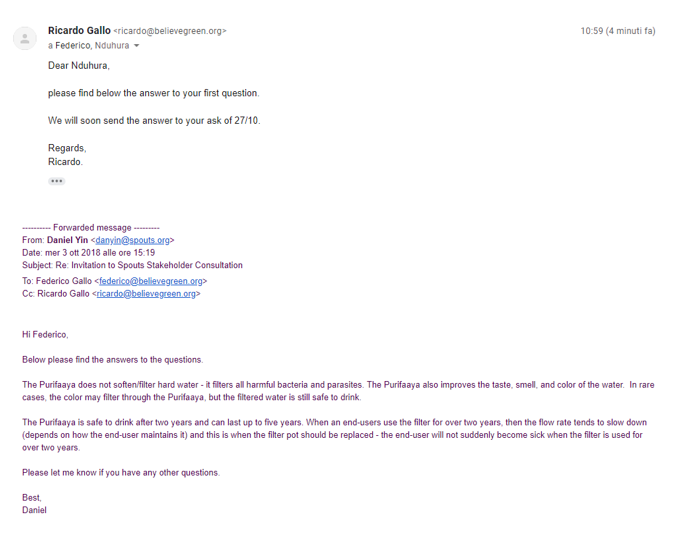 Ricardo Gallo <ricardo@believegreen.org>
10:59 (4 minuti fa)
a Federico, Nduhura
Dear Nduhura,
please find below the answer to your first question.
We will soon send the answer to your ask of 27/10.
Regards,
Ricardo.
---------- Forwarded message ---------
From: Daniel Yin <danyin@spouts.org>
Date: mer 3 ott 2018 alle ore 15:19
Subject: Re: Invitation to Spouts Stakeholder Consultation
To: Federico Gallo <federico@believegreen.org>
Cc: Ricardo Gallo <ricardo@believegreen.org>
Hi Federico,
Below please find the answers to the questions.
The Purifaaya does not soften/filter hard water - it filters all harmful bacteria and parasites. The Purifaaya also improves the taste, smell, and color of the water.  In rare
cases, the color may filter through the Purifaaya, but the filtered water is still safe to drink.
The Purifaaya is safe to drink after two years and can last up to five years. When an end-users use the filter for over two years, then the flow rate tends to slow down
(depends on how the end-user maintains it) and this is when the filter pot should be replaced - the end-user will not suddenly become sick when the filter is used for
over two years.
Please let me know if you have any other questions.
Best,
Daniel